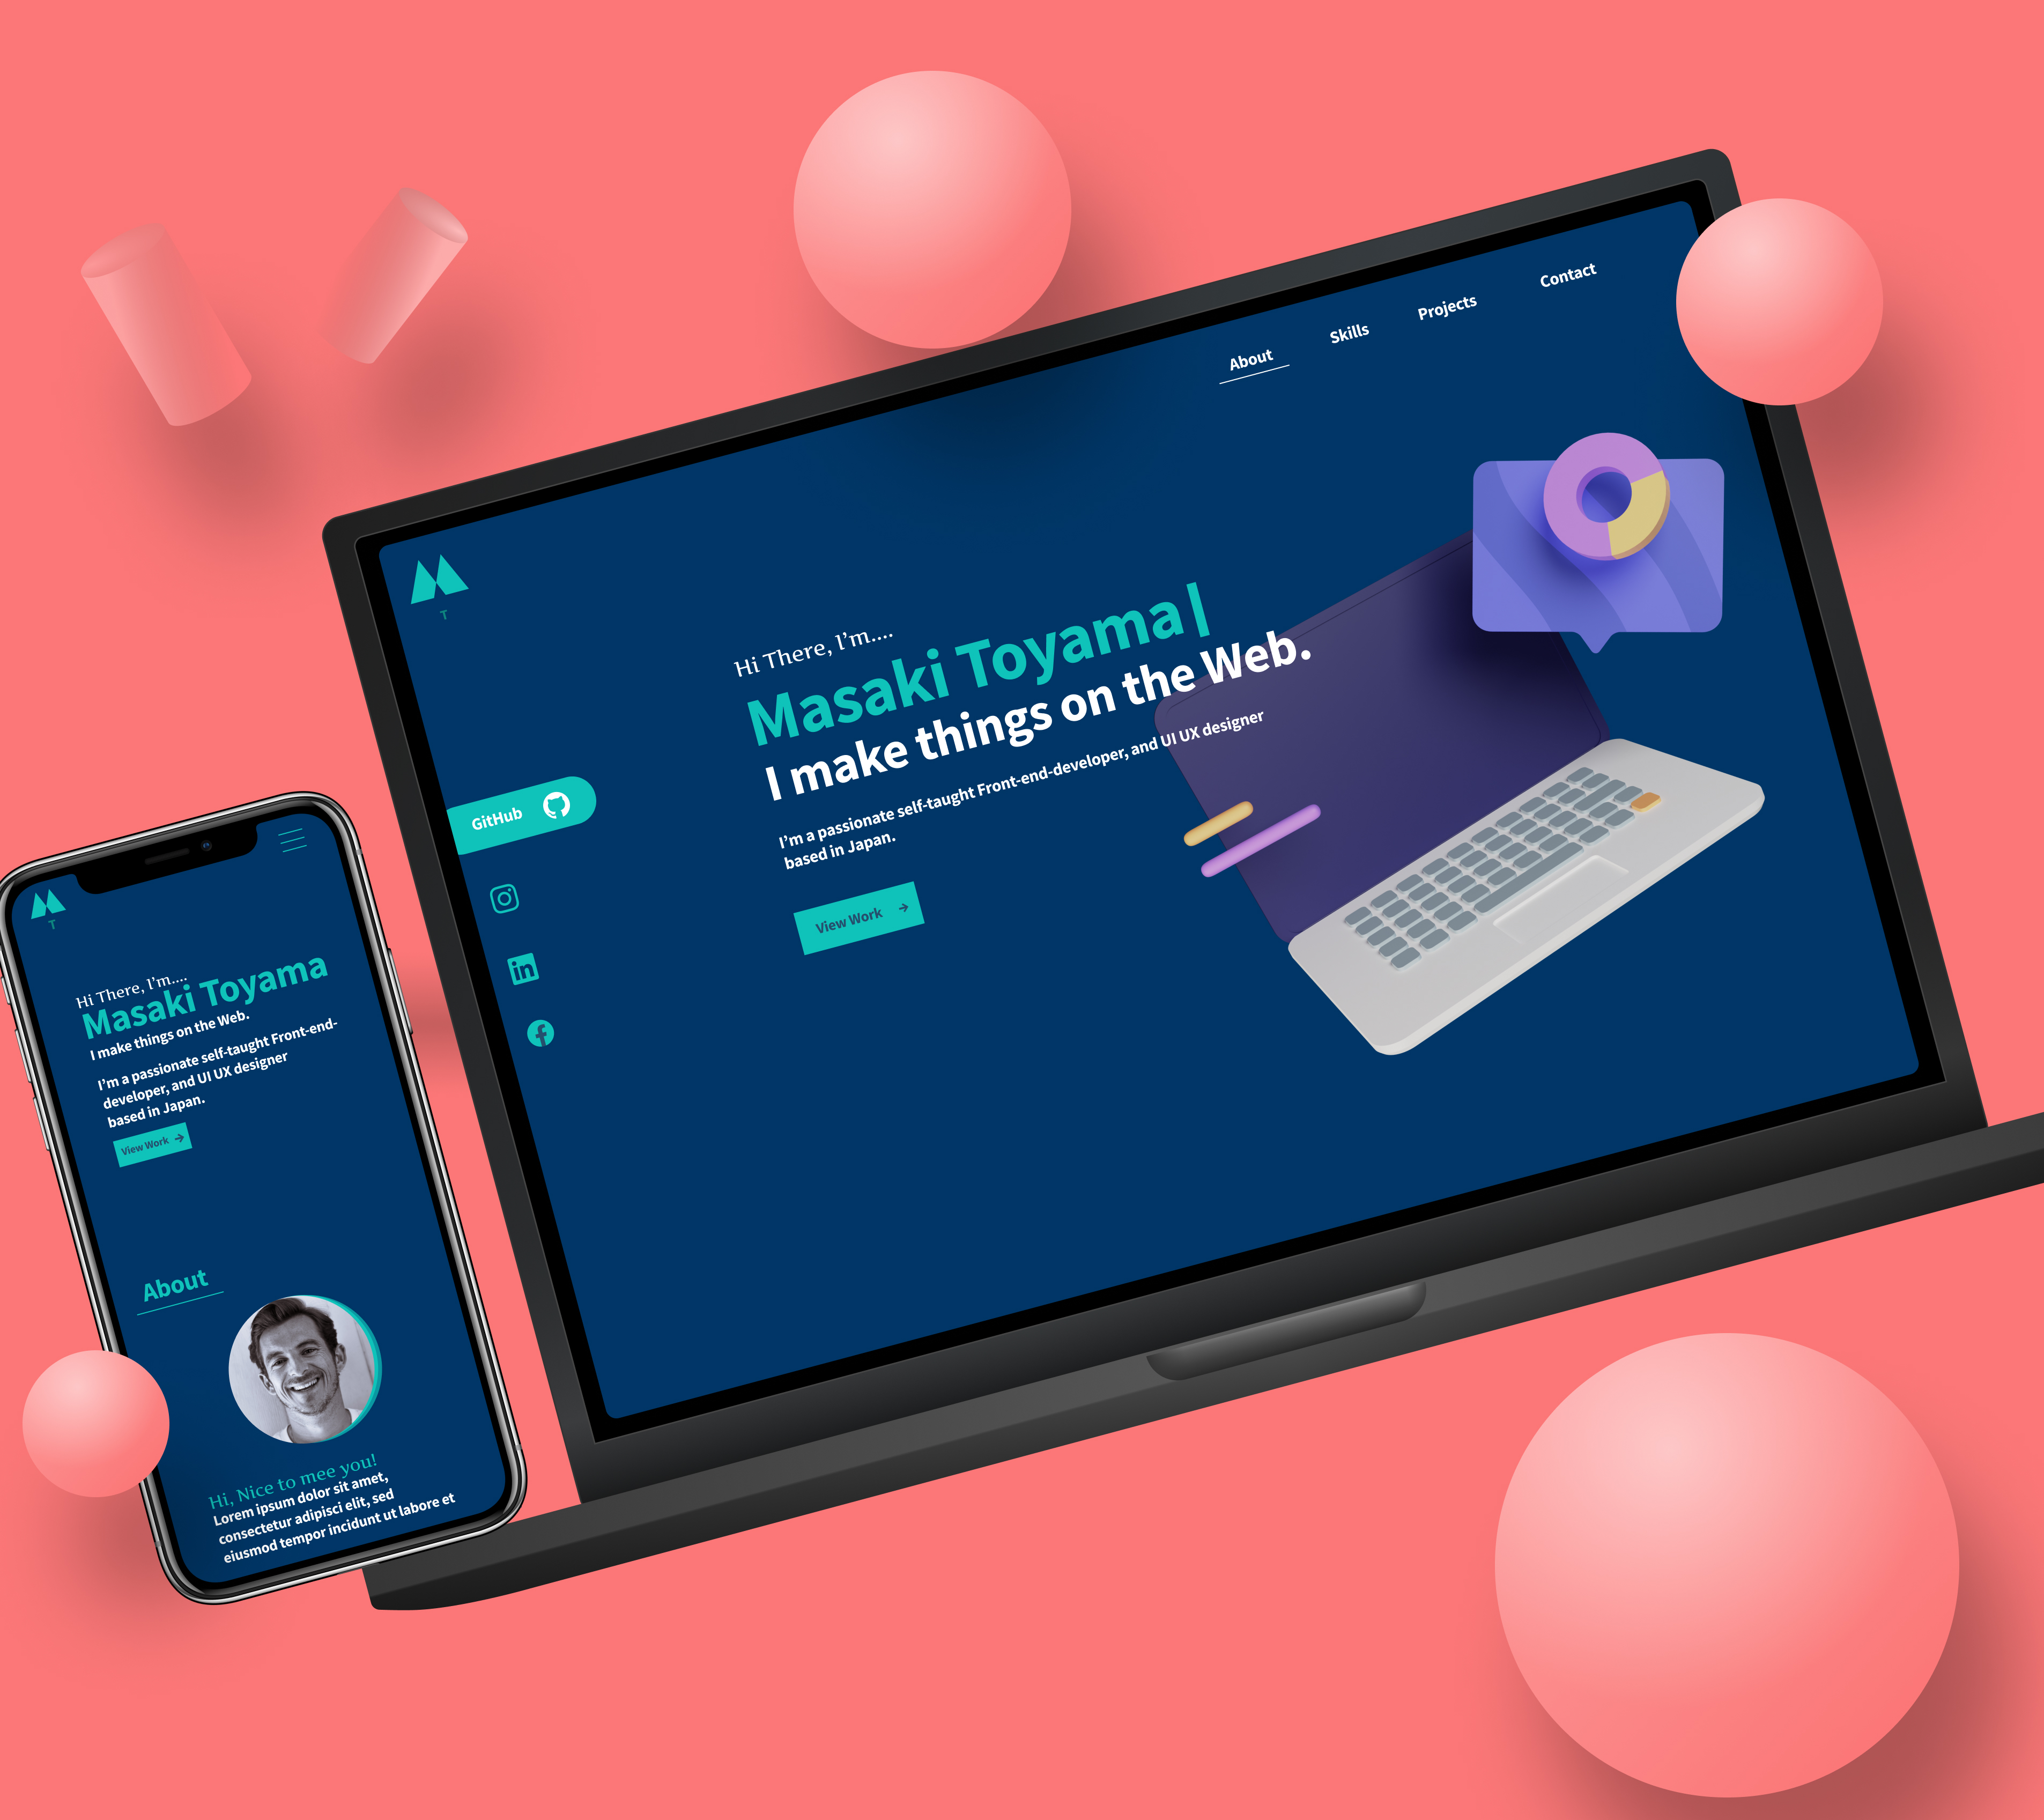 About
Skills
Projects
Contact
T
Hi There, I'm....
Masaki Toyama|
I make things on the Web.
I'm a passionate self-taught Front-end-developer, and UI UX designer
based in Japan.
View Work →
GitHub
in
f
T
Hi There, I'm....
Masaki Toyama
I make things on the Web.
I'm a passionate self-taught Front-end-
developer, and UI UX designer
based in Japan.
View Work →
About
Hi, Nice to mee you!
Lorem ipsum dolor sit amet,
consectetur adipisci elit, sed
eiusmod tempor incidunt ut labore et